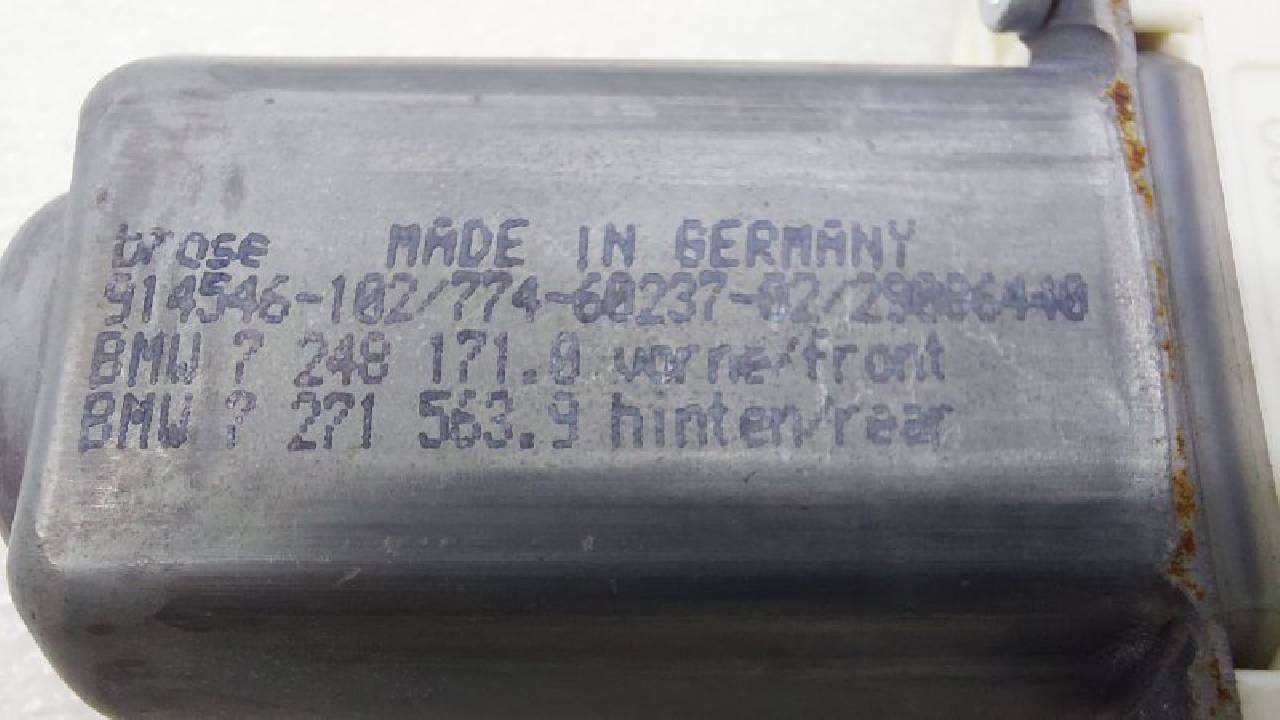 brose MADE IN GERMANY
914546-102/774-60237-02/29086440
BMW 7 248 171.0 vorne/front
BMW 7 271 563.9 hinten/rear